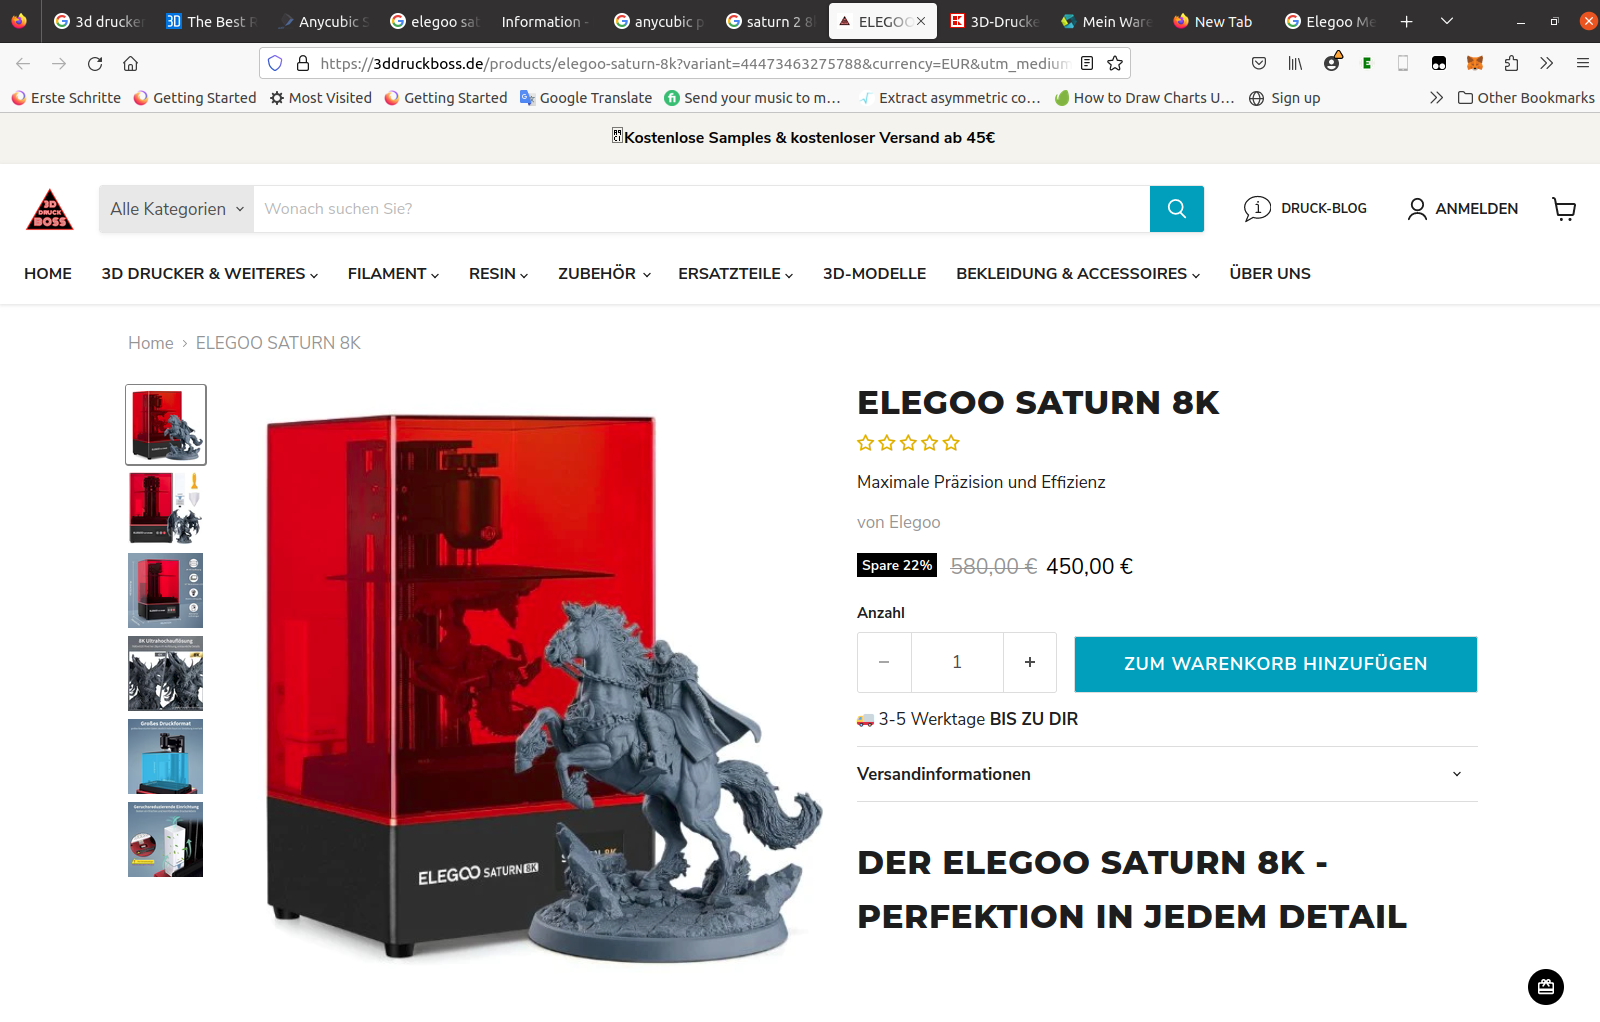 3d drucker
The Best R
Anycubic S
elegoo sat
Information -
anycubic p
saturn 2 8
ELEGOO
3D-Drucke
Mein Ware
New Tab
Elegoo Me
https://3ddruckboss.de/products/elegoo-saturn-8k?variant=44473463275788&currency=EUR&utm_medium
Erste Schritte
Getting Started
Most Visited
Getting Started
Google Translate
Send your music to m…
Extract asymmetric co…
How to Draw Charts U…
Sign up
Other Bookmarks
Kostenlose Samples & kostenloser Versand ab 45€
3D DRUCK BOSS
Alle Kategorien
Wonach suchen Sie?
DRUCK-BLOG
ANMELDEN
HOME
3D DRUCKER & WEITERES
FILAMENT
RESIN
ZUBEHÖR
ERSATZTEILE
3D-MODELLE
BEKLEIDUNG & ACCESSOIRES
ÜBER UNS
Home › ELEGOO SATURN 8K
8K Ultrahochauflösung
Großes Druckformat
Geruchsreduzierende Einrichtung
ELEGOO SATURN 8K
ELEGOO SATURN 8K
Maximale Präzision und Effizienz
von Elegoo
Spare 22% 580,00 € 450,00 €
Anzahl
1
ZUM WARENKORB HINZUFÜGEN
3-5 Werktage BIS ZU DIR
Versandinformationen
DER ELEGOO SATURN 8K -
PERFEKTION IN JEDEM DETAIL